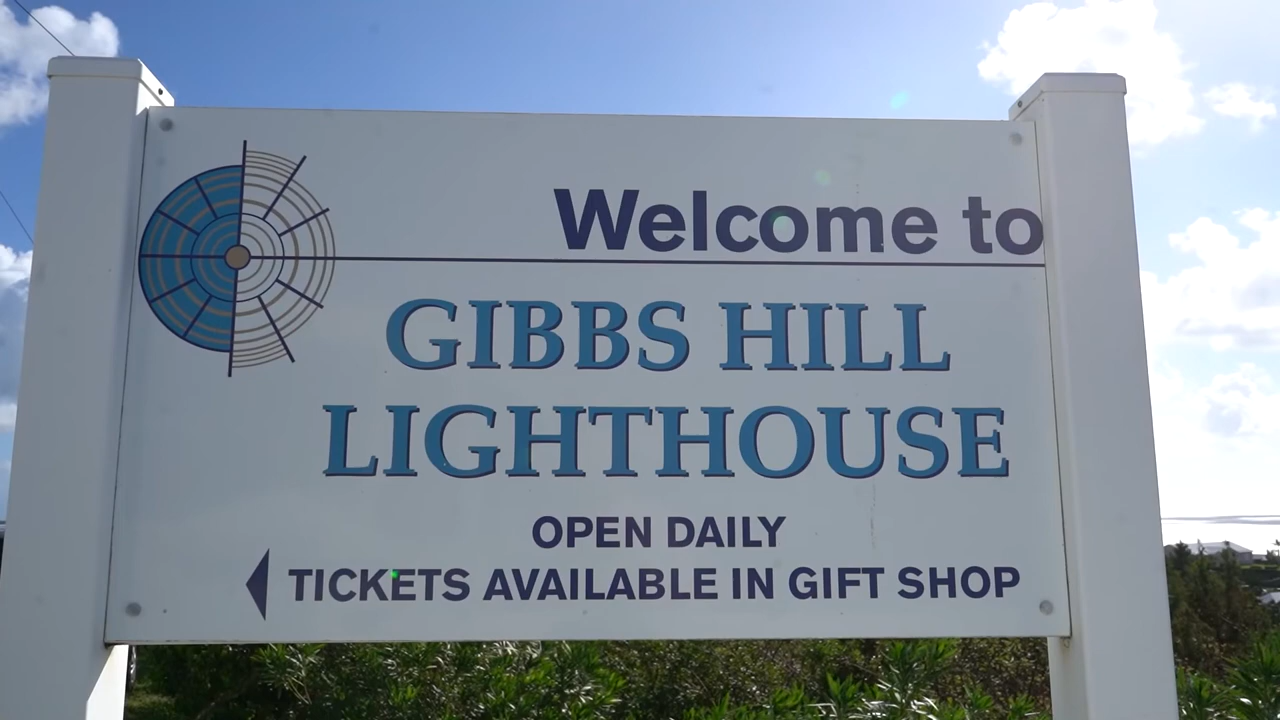 Welcome to
GIBBS HILL
LIGHTHOUSE
OPEN DAILY
TICKETS AVAILABLE IN GIFT SHOP